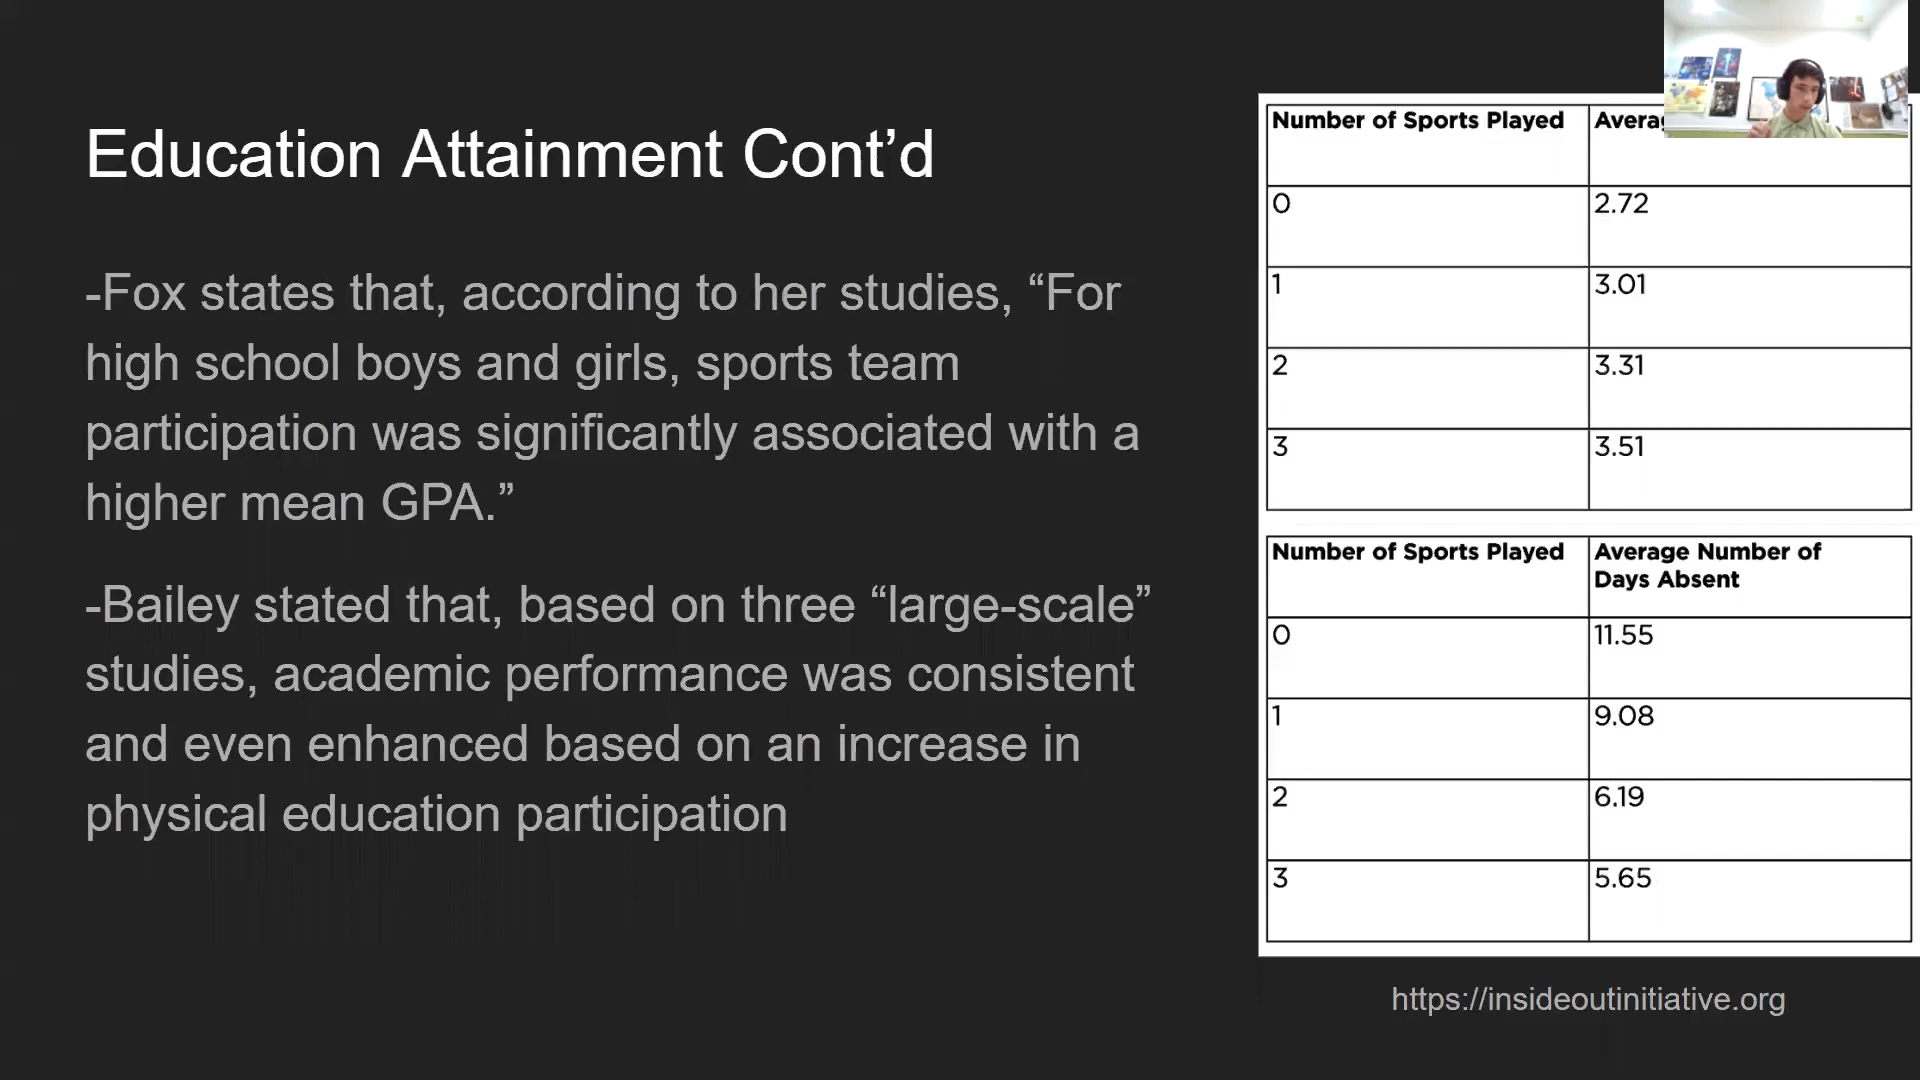 Education Attainment Cont’d
-Fox states that, according to her studies, “For
high school boys and girls, sports team
participation was significantly associated with a
higher mean GPA.”
-Bailey stated that, based on three “large-scale”
studies, academic performance was consistent
and even enhanced based on an increase in
physical education participation
Number of Sports Played
0 2.72
1 3.01
2 3.31
3 3.51
Number of Sports Played Average Number of
Days Absent
0 11.55
1 9.08
2 6.19
3 5.65
https://insideoutinitiative.org